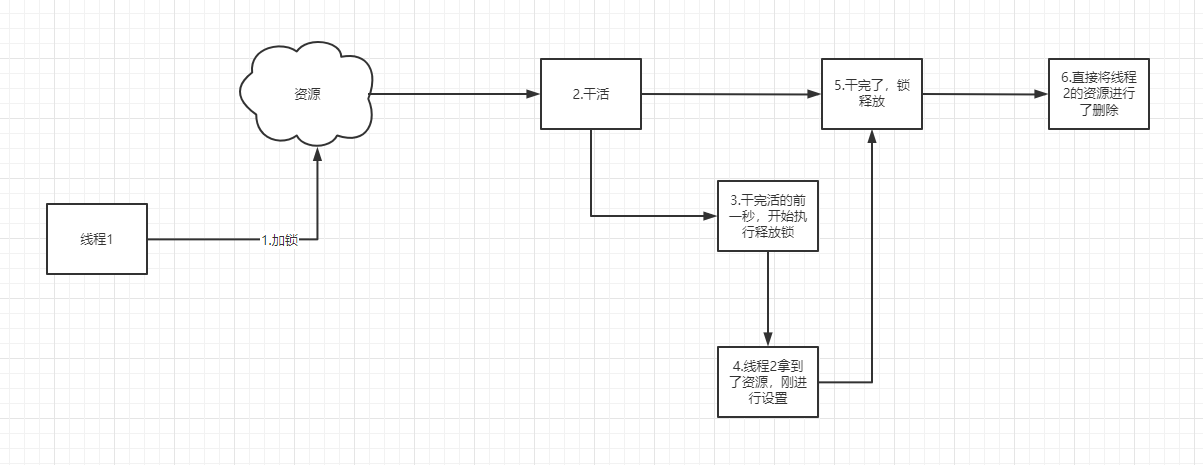 资源
2.干活
5.干完了，锁
释放
6.直接将线程
2的资源进行
了删除
3.干完活的前
一秒，开始执
行释放锁
线程1
1.加锁
4.线程2拿到
了资源，刚进
行设置